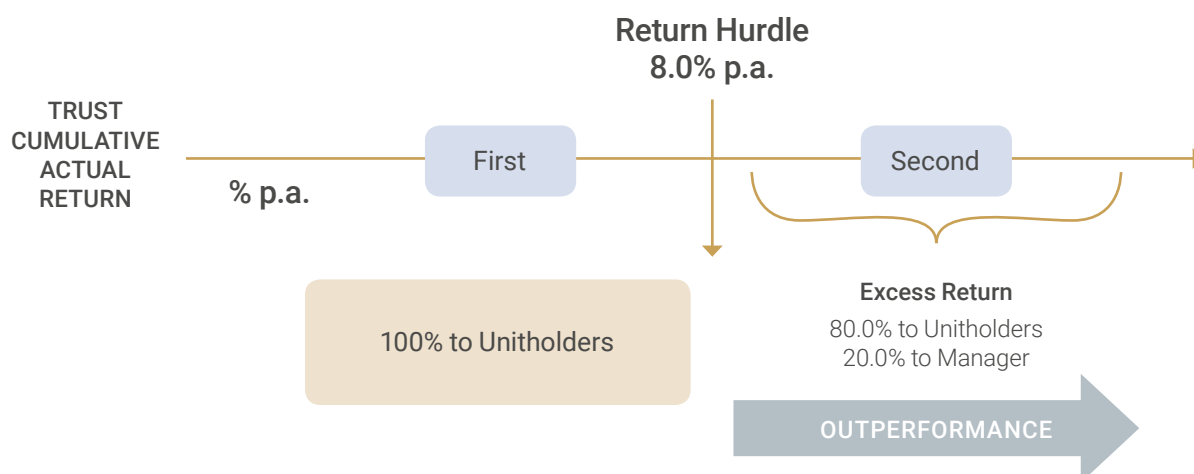 Return Hurdle
8.0% p.a.
TRUST
CUMULATIVE
ACTUAL
RETURN
% p.a.
First
Second
100% to Unitholders
Excess Return
80.0% to Unitholders
20.0% to Manager
OUTPERFORMANCE